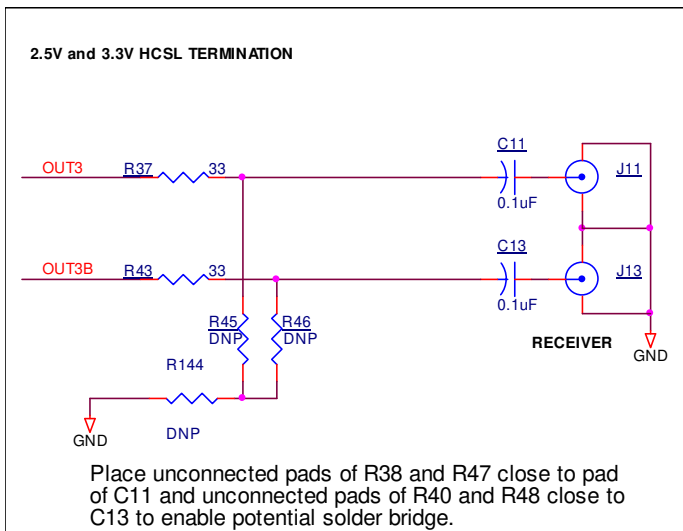 2.5V and 3.3V HCSL TERMINATION
C11
OUT3 R37 33 J11
0.1uF
C13
OUT3B R43 33 J13
0.1uF
R45 R46
DNP DNP
RECEIVER
GND
R144
GND
DNP
Place unconnected pads of R38 and R47 close to pad
of C11 and unconnected pads of R40 and R48 close to
C13 to enable potential solder bridge.